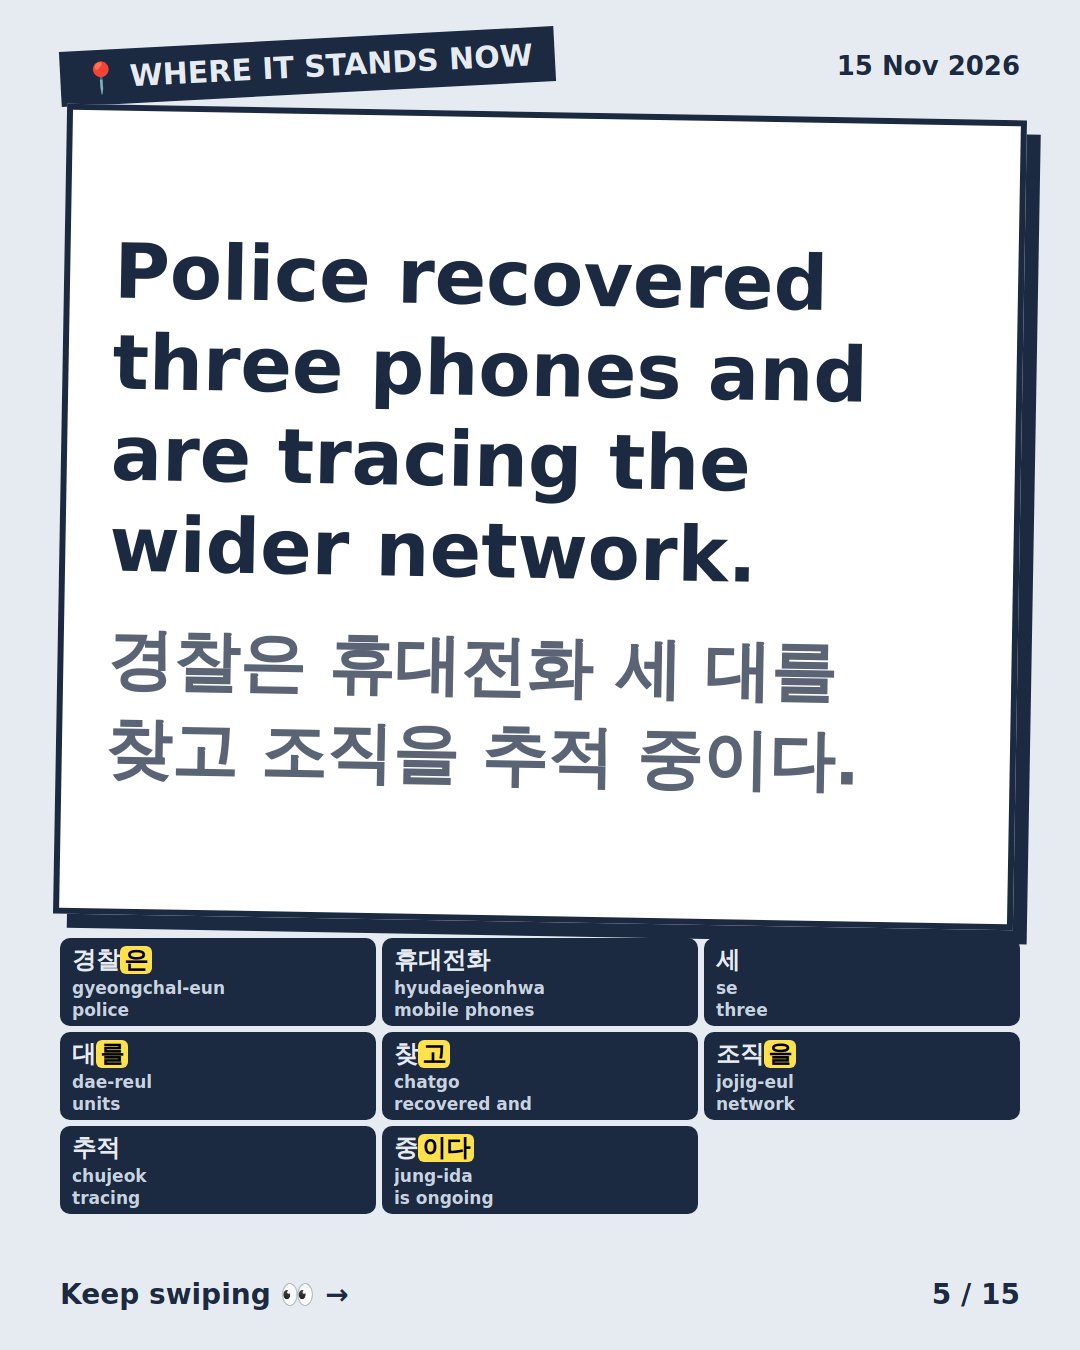 📍 WHERE IT STANDS NOW
15 Nov 2026
Police recovered
three phones and
are tracing the
wider network.
경찰은 휴대전화 세 대를
찾고 조직을 추적 중이다.
경찰은
gyeongchal-eun
police
휴대전화
hyudaejeonhwa
mobile phones
세
se
three
대를
dae-reul
units
찾고
chatgo
recovered and
조직을
jojig-eul
network
추적
chujeok
tracing
중이다
jung-ida
is ongoing
Keep swiping 👀 →
5 / 15